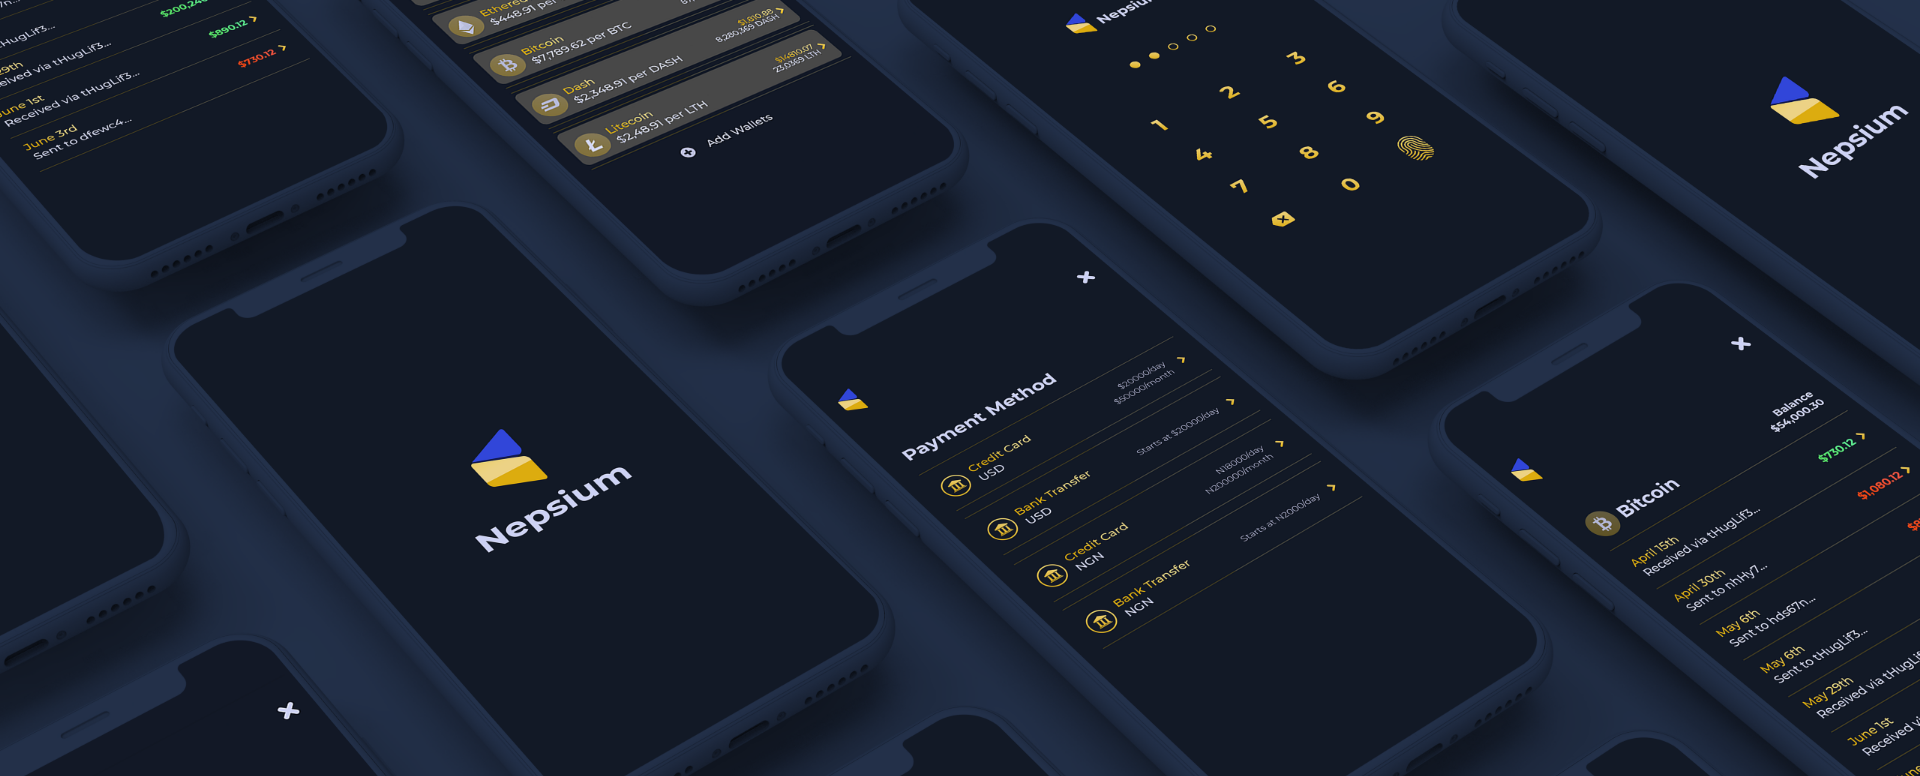 $200,24
tHugLif3...
29th
$890.12
eived via tHugLif3...
$730.12
June 1st
Received via tHugLif3...
June 3rd
Sent to dfewc4...
$448.91 per
Bitcoin
$7,789.62 per BTC
$1,810.88
8,280,369 DASH
Dash
$2,348.91 per DASH
23,0369 LTH
Litecoin
$2,48.91 per LTH
Add Wallets
Nepsium
1 2 3
4 5 6
7 8 9
0
Nepsium
Nepsium
Payment Method
Credit Card
USD
$20000/day
$50000/month
Bank Transfer
USD
Starts at $20000/day
Credit Card
NGN
N18000/day
N200000/month
Bank Transfer
NGN
Starts at N2000/day
Balance
$54,000.30
Bitcoin
April 15th
Received via tHugLif3...
$730.12
April 30th
Sent to nhHy7...
$1,080.12
May 6th
Sent to hds67n...
May 6th
Sent to tHugLif3...
May 29th
Received via tHugLif3
June 1st
Received v